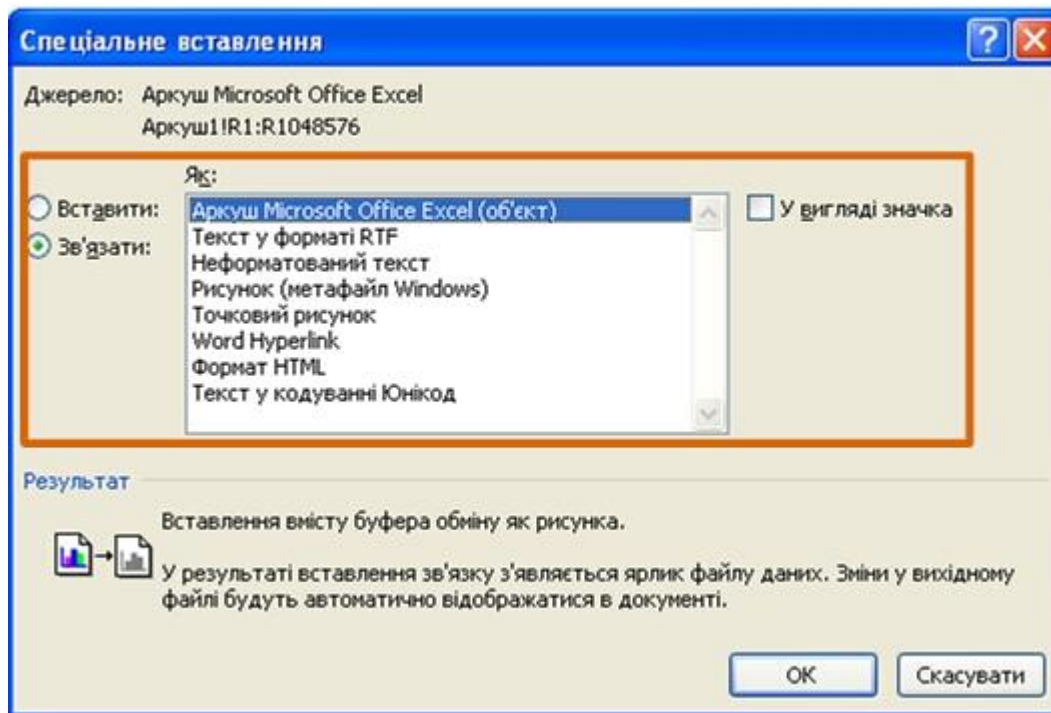 Спеціальне вставлення
Джерело: Аркуш Microsoft Office Excel
Аркуш1!R1:R1048576
Як:
Вставити:
Зв'язати:
Аркуш Microsoft Office Excel (об'єкт)
Текст у форматі RTF
Неформатований текст
Рисунок (метафайл Windows)
Точковий рисунок
Word Hyperlink
Формат HTML
Текст у кодуванні Юнікод
У вигляді значка
Результат
Вставлення вмісту буфера обміну як рисунка.
У результаті вставлення зв'язку з'являється ярлик файлу даних. Зміни у вихідному
файлі будуть автоматично відображатися в документі.
ОК
Скасувати